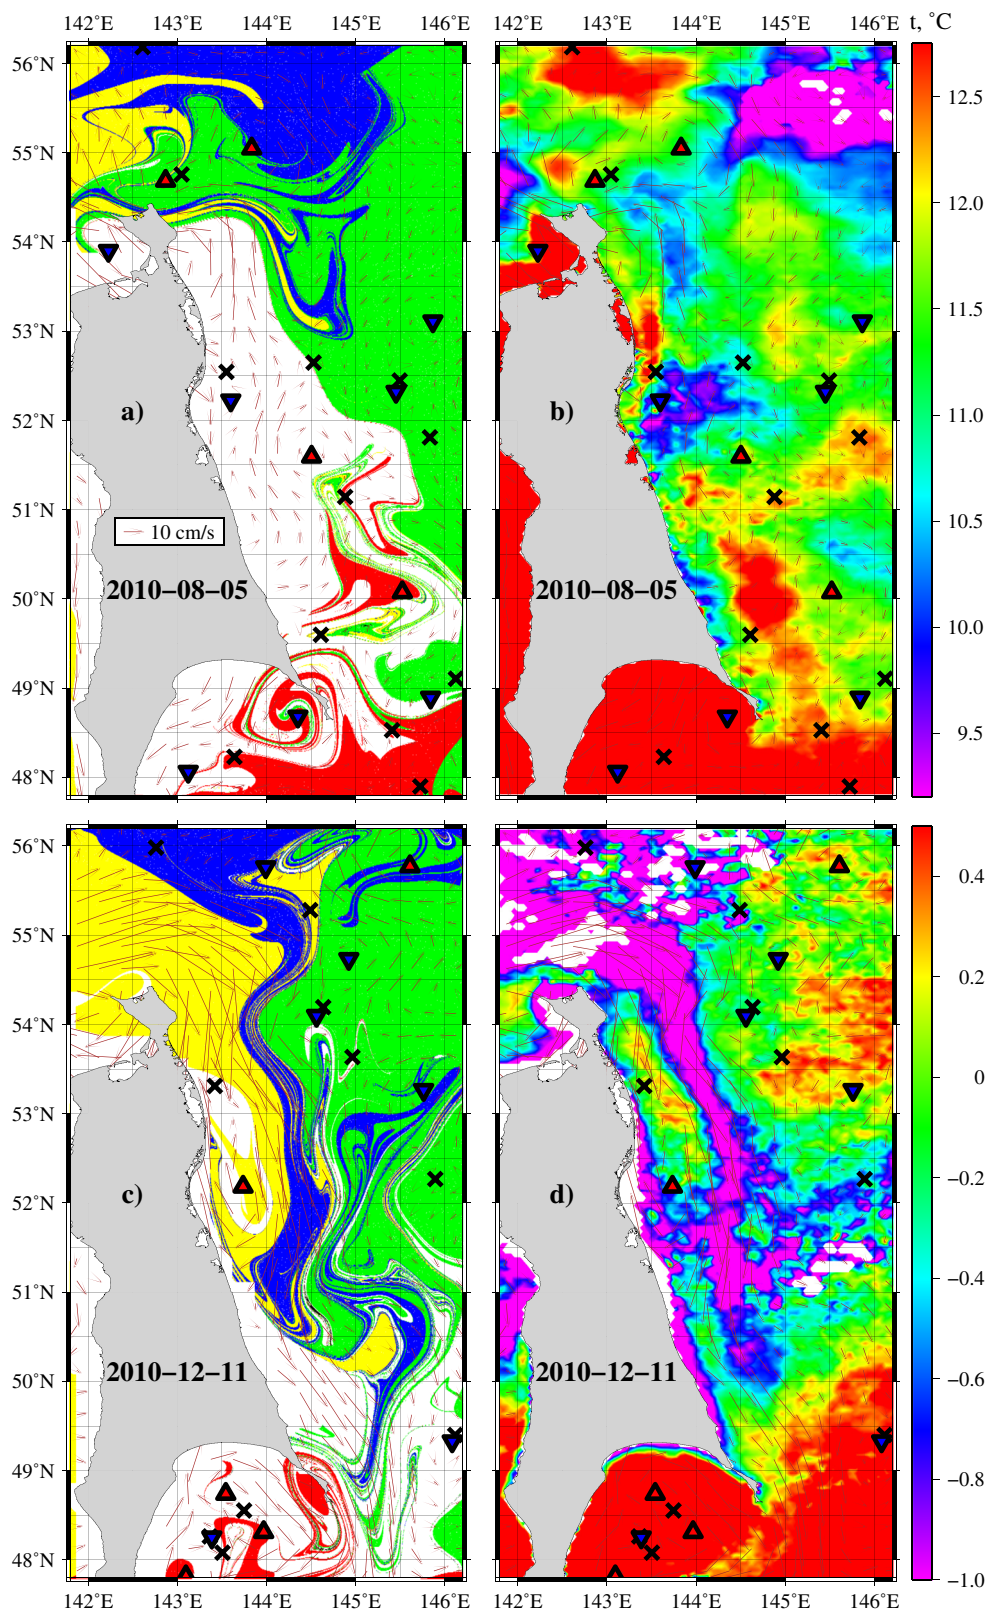 142°E 143°E 144°E 145°E 146°E 142°E 143°E 144°E 145°E 146°E t, °C
56°N
55°N
54°N
53°N
52°N
51°N
50°N
49°N
48°N
a)
10 cm/s
2010−08−05
b)
2010−08−05
12.5
12.0
11.5
11.0
10.5
10.0
9.5
56°N
55°N
54°N
53°N
52°N
51°N
50°N
49°N
48°N
c)
2010−12−11
d)
2010−12−11
0.4
0.2
0
−0.2
−0.4
−0.6
−0.8
−1.0
142°E 143°E 144°E 145°E 146°E 142°E 143°E 144°E 145°E 146°E